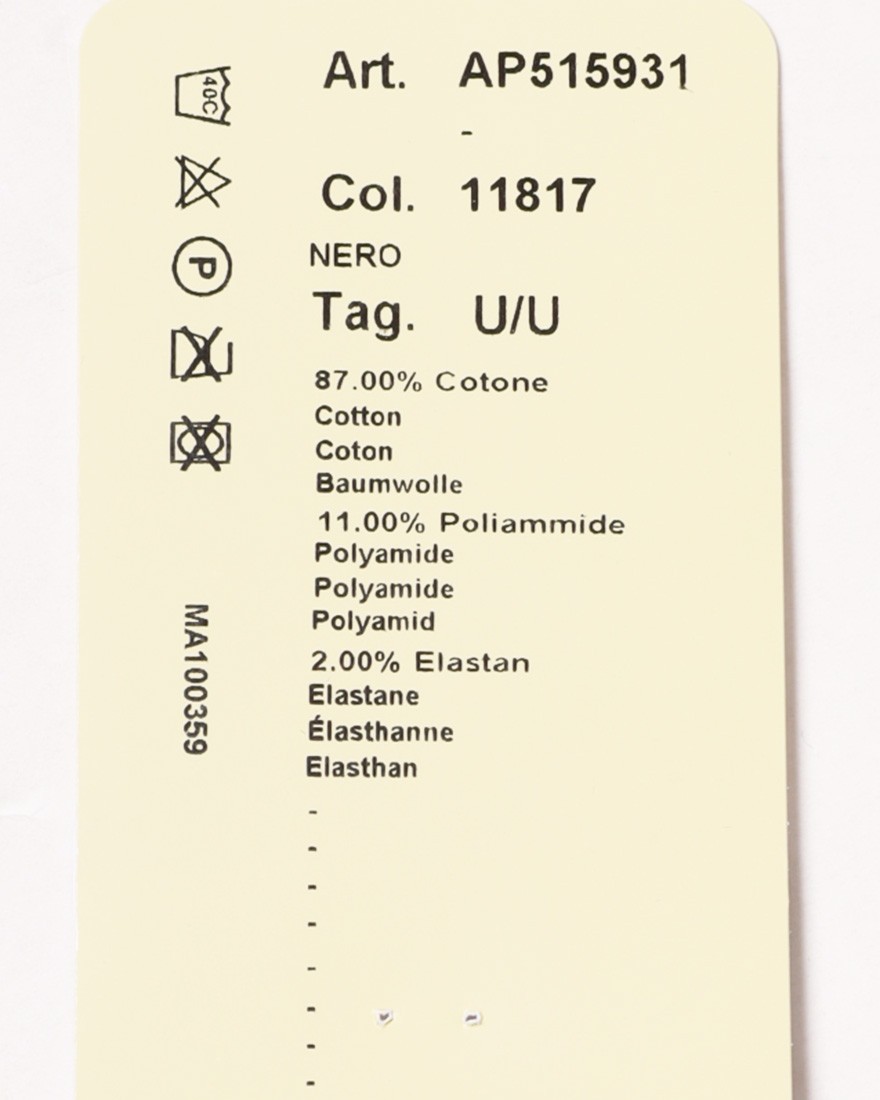 Art. AP515931
-
Col. 11817
NERO
Tag. U/U
87.00% Cotone
Cotton
Coton
Baumwolle
11.00% Poliammide
Polyamide
Polyamide
Polyamid
2.00% Elastan
Elastane
Élasthanne
Elasthan
-
-
-
-
-
-
-
-
40C
P
MA100359